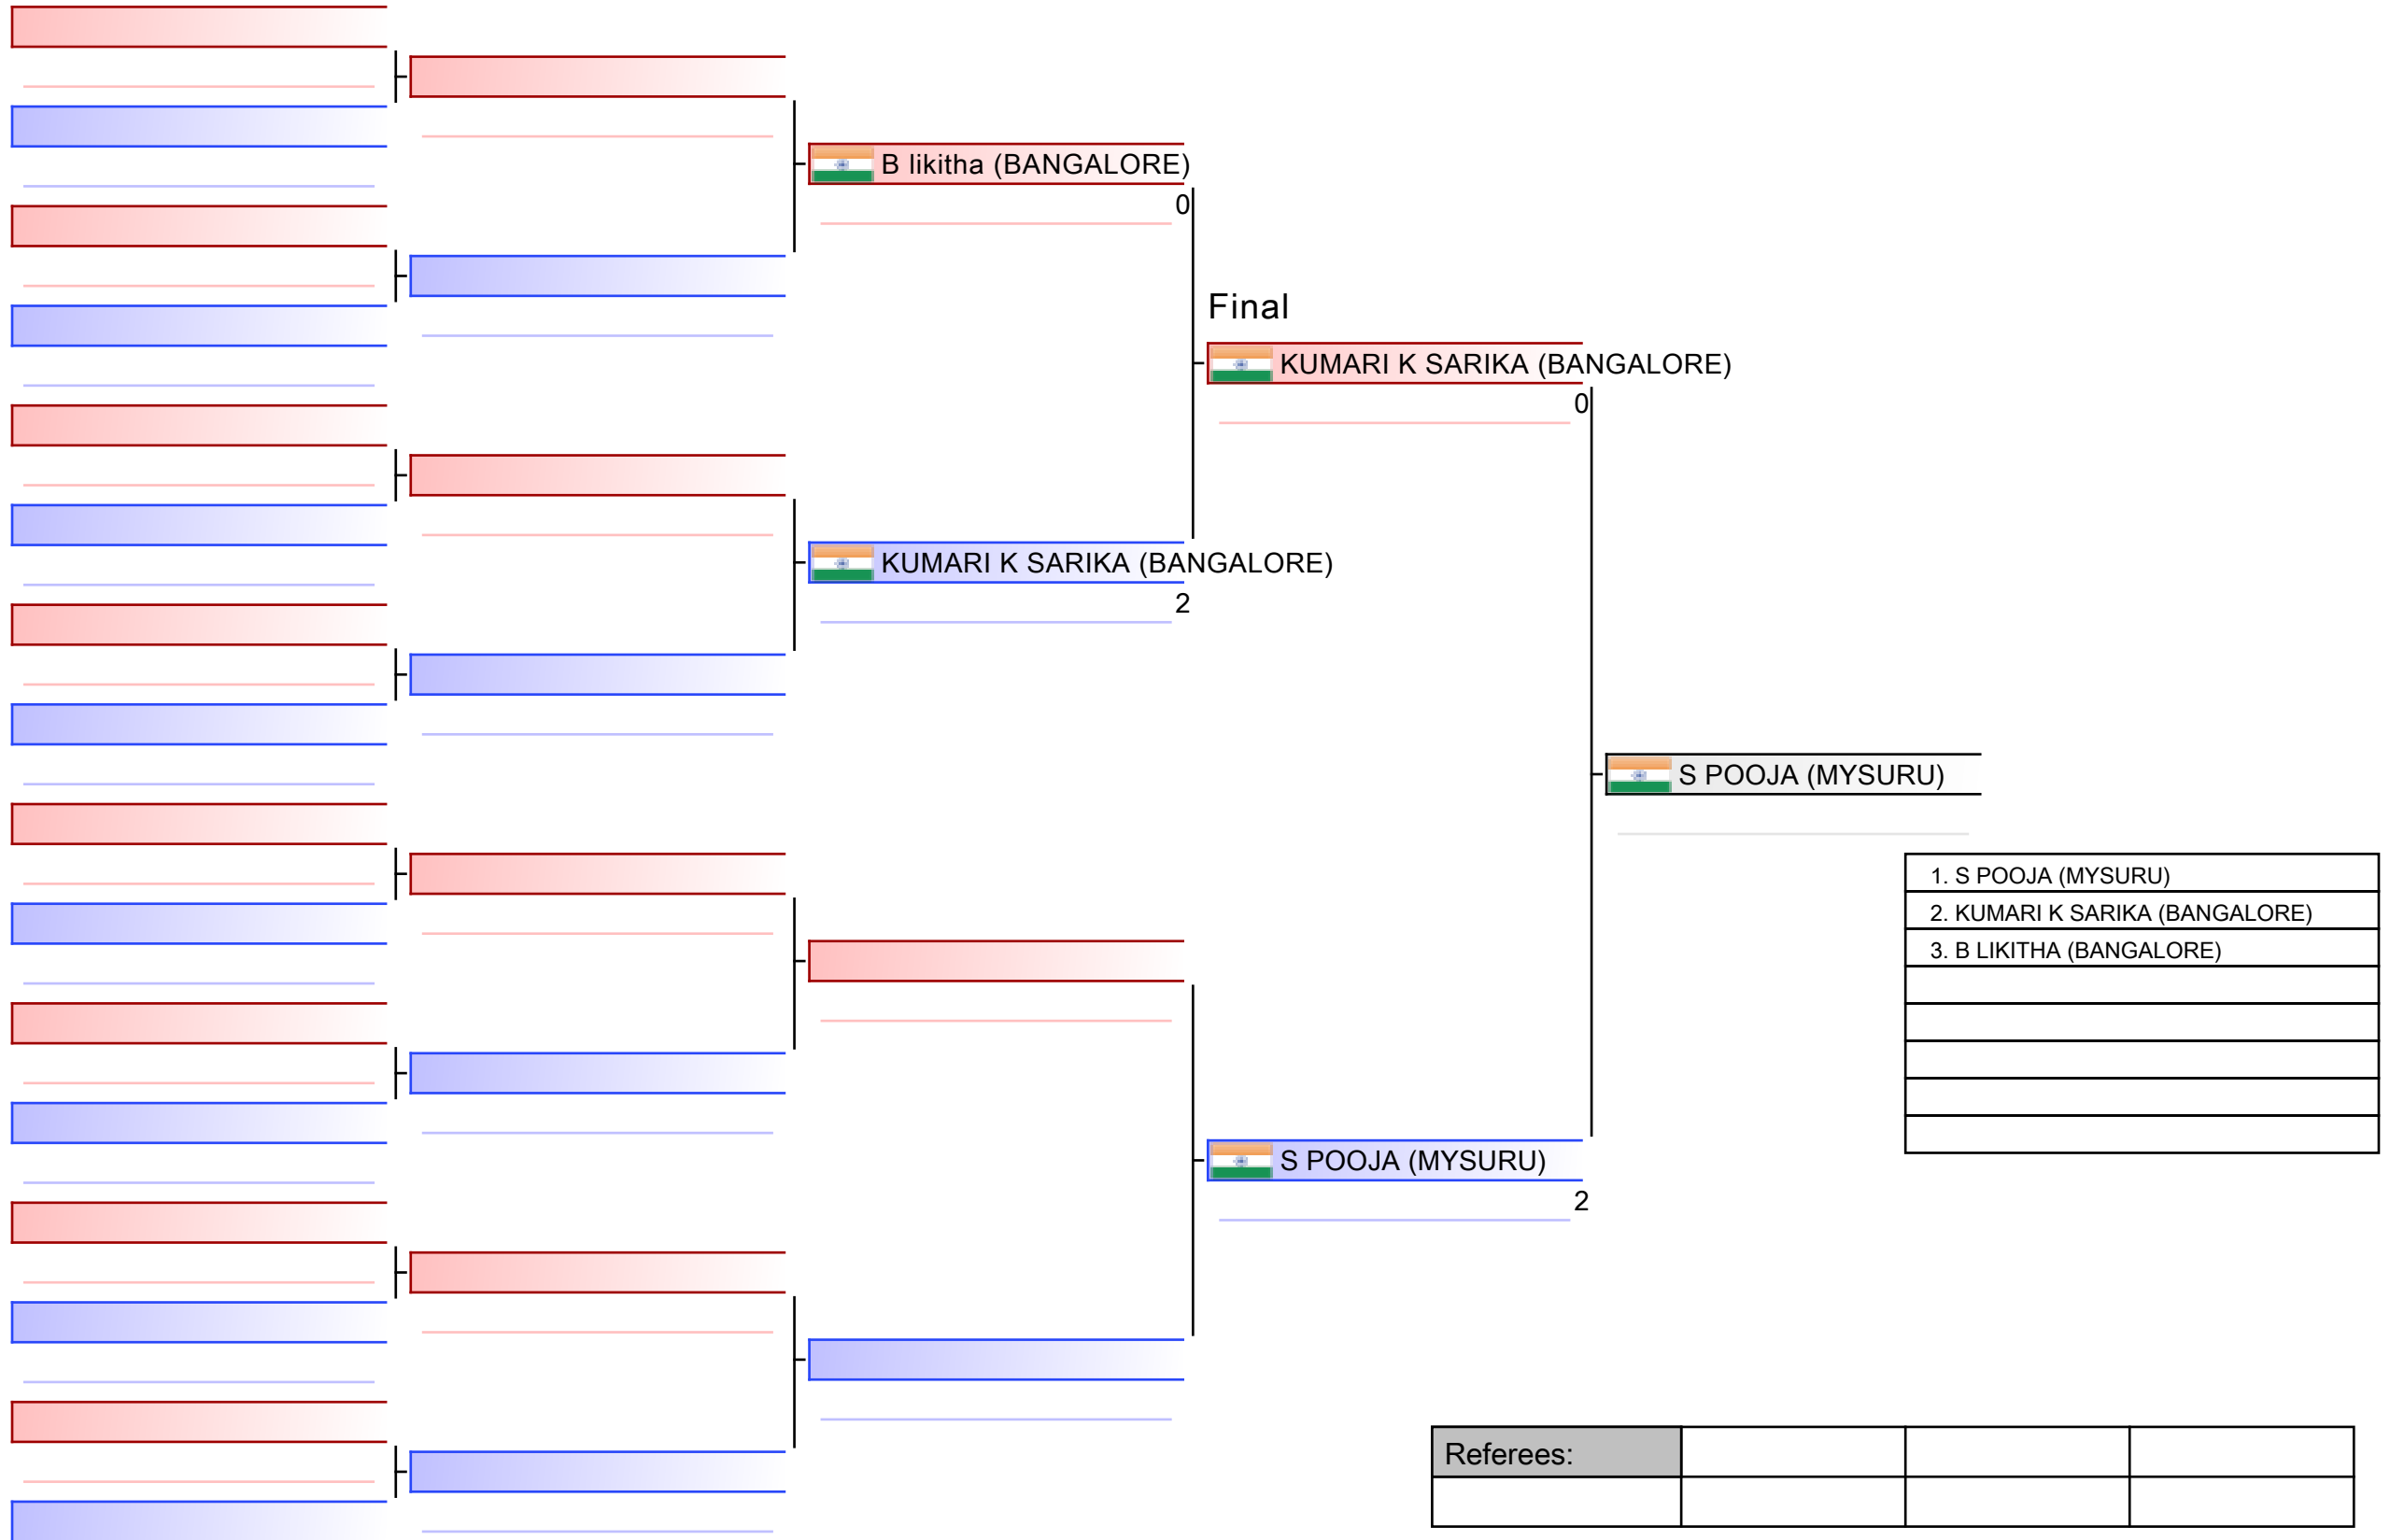 B likitha (BANGALORE)
0
Final
KUMARI K SARIKA (BANGALORE)
0
KUMARI K SARIKA (BANGALORE)
2
S POOJA (MYSURU)
1. S POOJA (MYSURU)
2. KUMARI K SARIKA (BANGALORE)
3. B LIKITHA (BANGALORE)
S POOJA (MYSURU)
2
Referees: